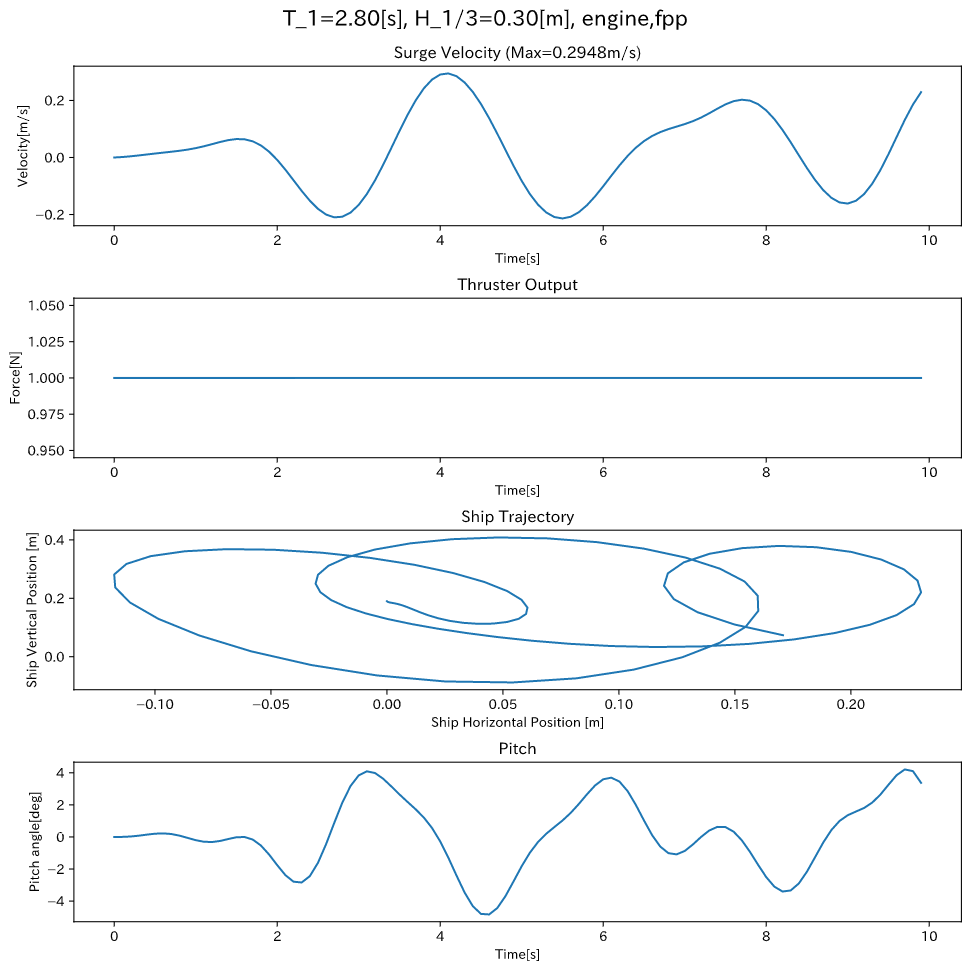 T_1=2.80[s], H_1/3=0.30[m], engine,fpp
Surge Velocity (Max=0.2948m/s)
Velocity[m/s]
0.2
0.0
−0.2
0 2 4 6 8 10
Time[s]
Thruster Output
Force[N]
1.050
1.025
1.000
0.975
0.950
0 2 4 6 8 10
Time[s]
Ship Trajectory
Ship Vertical Position [m]
0.4
0.2
0.0
−0.10 −0.05 0.00 0.05 0.10 0.15 0.20
Ship Horizontal Position [m]
Pitch
Pitch angle[deg]
4
2
0
−2
−4
0 2 4 6 8 10
Time[s]